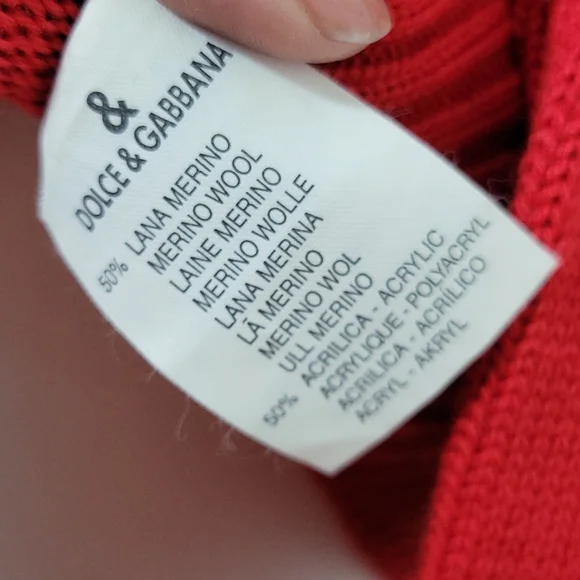 &
DOLCE & GABBANA
50% LANA MERINO
MERINO WOOL
LAINE MERINO
MERINO WOLLE
LANA MERINA
LÃ MERINO
MERINO WOL
ULL MERINO
50% ACRILICA - ACRYLIC
ACRYLIQUE - POLYACRYL
ACRILICA - ACRILICO
ACRYL - AKRYL